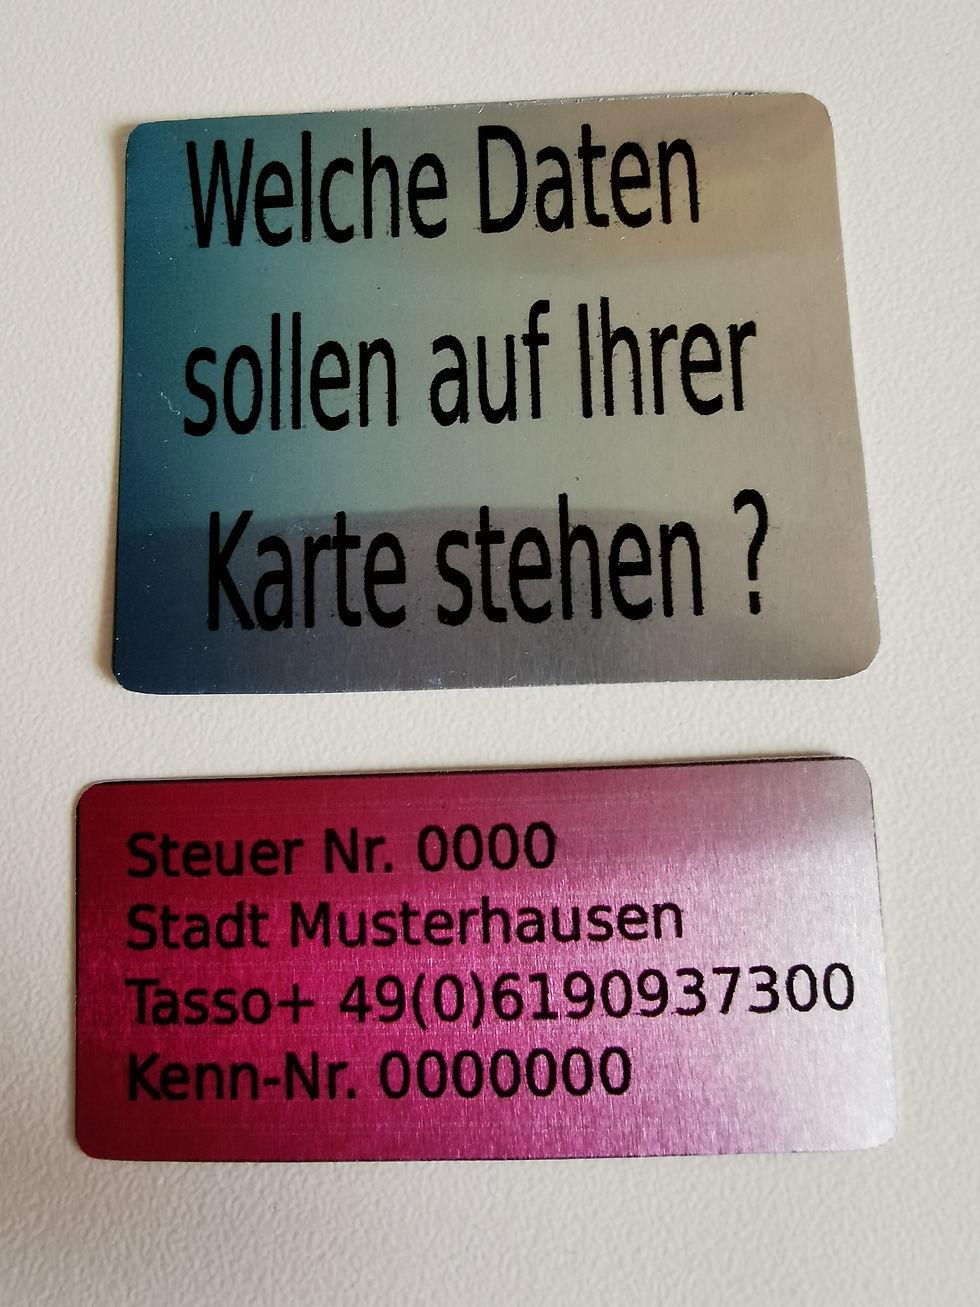 Welche Daten
sollen auf Ihrer
Karte stehen ?
Steuer Nr. 0000
Stadt Musterhausen
Tasso+ 49(0)6190937300
Kenn-Nr. 0000000